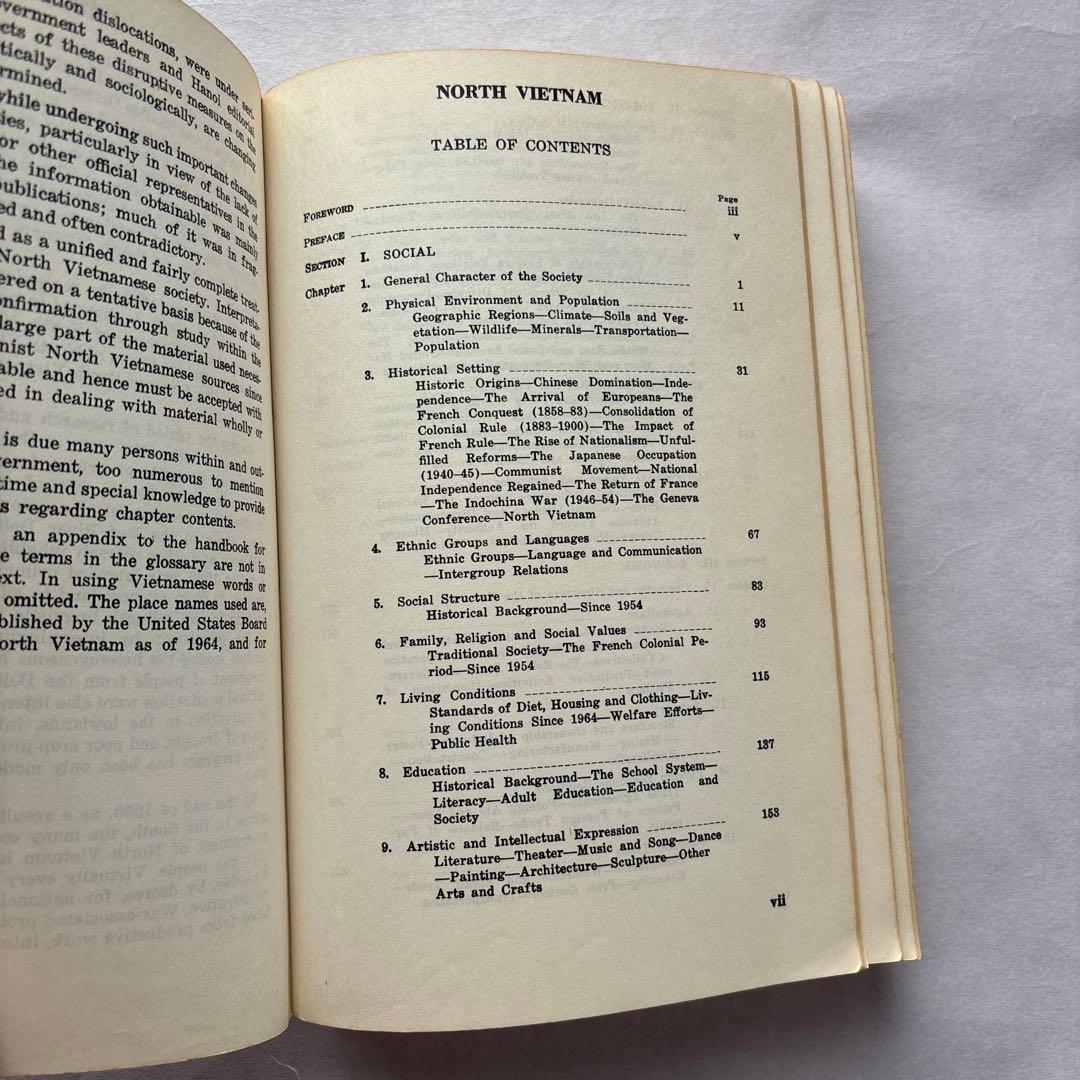 ation dislocations, were under seri-
vernment leaders and Hanoi editorial
cts of these disruptive measures on the
tically and sociologically, are changing
rmined.
while undergoing such important changes
ies, particularly in view of the lack of
or other official representatives in the
he information obtainable was mainly
ublications; much of it was in frag-
ed and often contradictory.
d as a unified and fairly complete treat-
North Vietnamese society. Interpreta-
ered on a tentative basis because of the
onfirmation through study within the
large part of the material used neces-
nist North Vietnamese sources since
able and hence must be accepted with
ed in dealing with material wholly or
is due many persons within and out-
vernment, too numerous to mention
time and special knowledge to provide
s regarding chapter contents.
an appendix to the handbook for
e terms in the glossary are not in
ext. In using Vietnamese words or
omitted. The place names used are,
blished by the United States Board
orth Vietnam as of 1964, and for
NORTH VIETNAM
TABLE OF CONTENTS
Page
FOREWORD iii
PREFACE v
SECTION I. SOCIAL
Chapter 1. General Character of the Society 1
2. Physical Environment and Population 11
Geographic Regions—Climate—Soils and Veg-
etation—Wildlife—Minerals—Transportation—
Population
3. Historical Setting 31
Historic Origins—Chinese Domination—Inde-
pendence—The Arrival of Europeans—The
French Conquest (1858–83)—Consolidation of
Colonial Rule (1883–1900)—The Impact of
French Rule—The Rise of Nationalism—Unful-
filled Reforms—The Japanese Occupation
(1940–45)—Communist Movement—National
Independence Regained—The Return of France
—The Indochina War (1946–54)—The Geneva
Conference—North Vietnam
4. Ethnic Groups and Languages 67
Ethnic Groups—Language and Communication
—Intergroup Relations
5. Social Structure 83
Historical Background—Since 1954
6. Family, Religion and Social Values 93
Traditional Society—The French Colonial Pe-
riod—Since 1954
7. Living Conditions 115
Standards of Diet, Housing and Clothing—Liv-
ing Conditions Since 1964—Welfare Efforts—
Public Health
8. Education 137
Historical Background—The School System—
Literacy—Adult Education—Education and
Society
9. Artistic and Intellectual Expression 153
Literature—Theater—Music and Song—Dance
—Painting—Architecture—Sculpture—Other
Arts and Crafts
vii